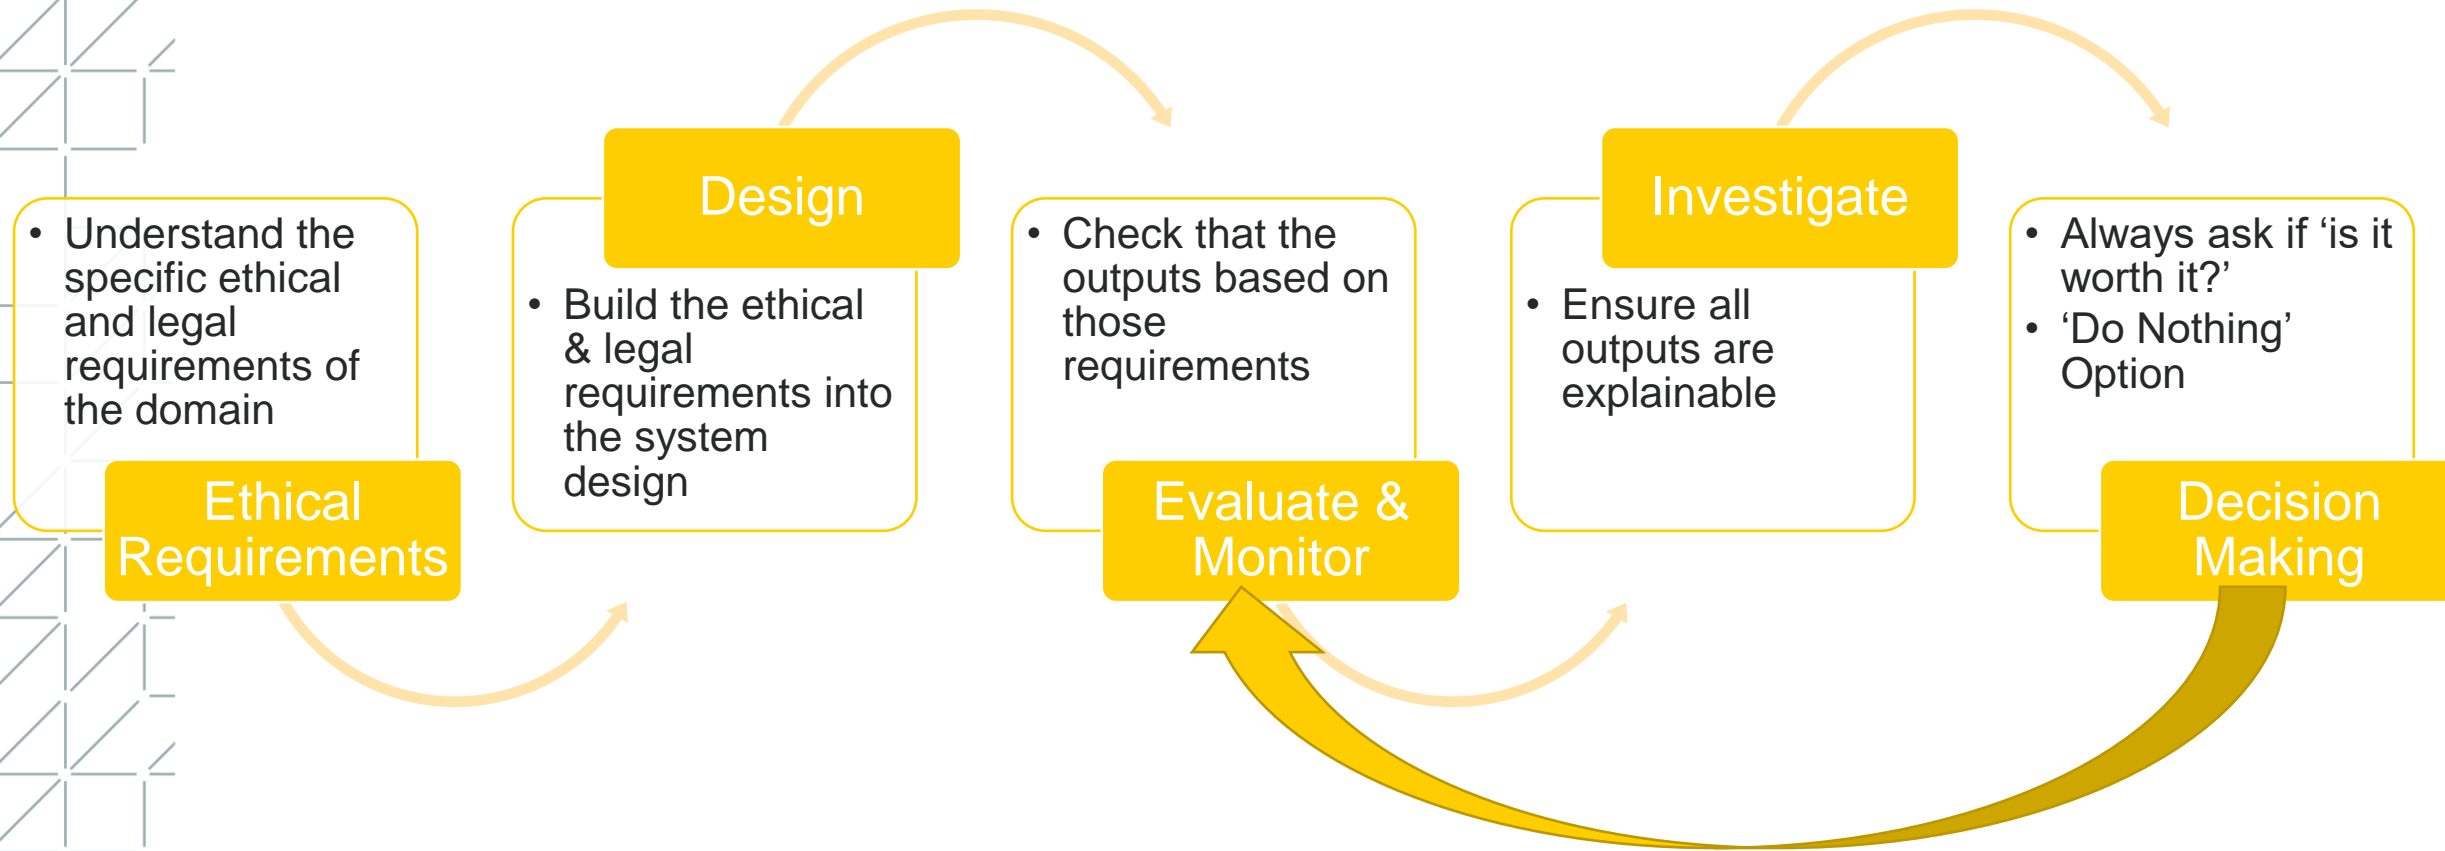 • Understand the
specific ethical
and legal
requirements of
the domain
Ethical
Requirements
Design
• Build the ethical
& legal
requirements into
the system
design
• Check that the
outputs based on
those
requirements
Evaluate &
Monitor
Investigate
• Ensure all
outputs are
explainable
• Always ask if ‘is it
worth it?’
• ‘Do Nothing’
Option
Decision
Making